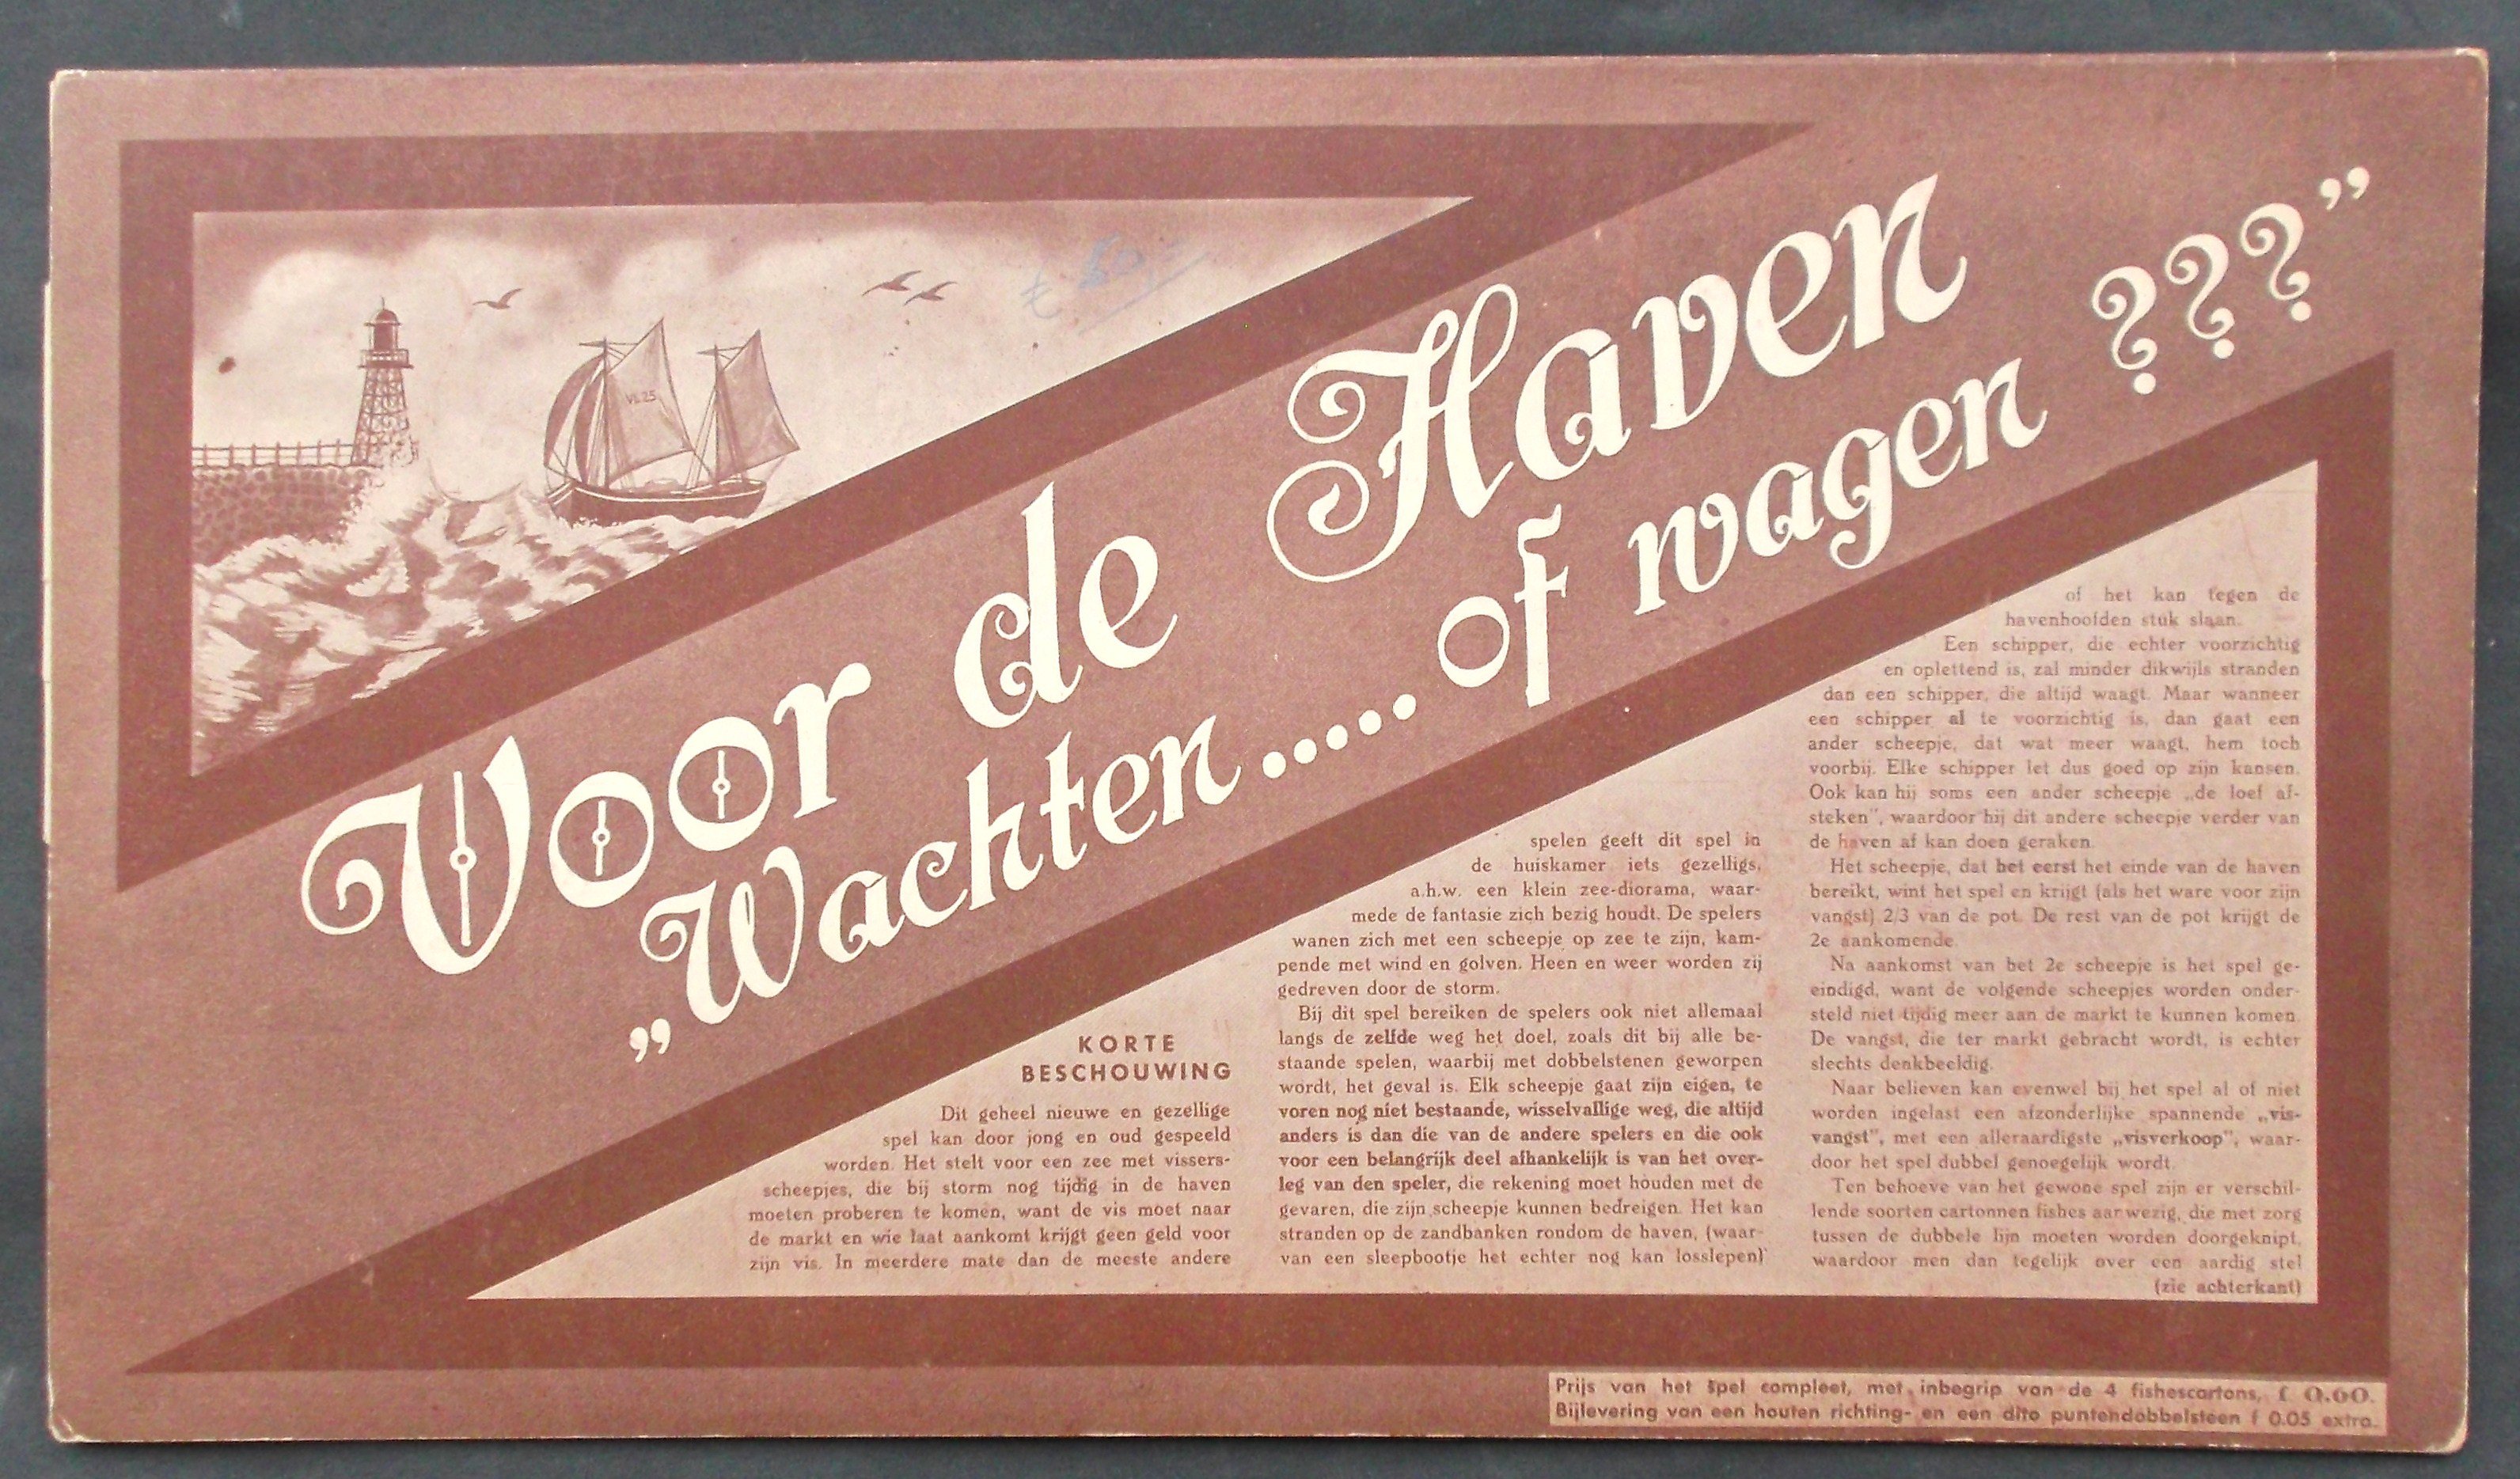 VL 25
Voor de Haven
„Wachten..... of wagen ???”
KORTE
BESCHOUWING
Dit geheel nieuwe en gezellige
spel kan door jong en oud gespeeld
worden. Het stelt voor een zee met vissers-
scheepjes, die bij storm nog tijdig in de haven
moeten proberen te komen, want de vis moet naar
de markt en wie laat aankomt krijgt geen geld voor
zijn vis. In meerdere mate dan de meeste andere
spelen geeft dit spel in
de huiskamer iets gezelligs,
a.h.w. een klein zee-diorama, waar-
mede de fantasie zich bezig houdt. De spelers
wanen zich met een scheepje op zee te zijn, kam-
pende met wind en golven. Heen en weer worden zij
gedreven door de storm.
Bij dit spel bereiken de spelers ook niet allemaal
langs de zelfde weg het doel, zoals dit bij alle be-
staande spelen, waarbij met dobbelstenen geworpen
wordt, het geval is. Elk scheepje gaat zijn eigen, te
voren nog niet bestaande, wisselvallige weg, die altijd
anders is dan die van de andere spelers en die ook
voor een belangrijk deel afhankelijk is van het over-
leg van den speler, die rekening moet houden met de
gevaren, die zijn scheepje kunnen bedreigen. Het kan
stranden op de zandbanken rondom de haven, (waar-
van een sleepbootje het echter nog kan losslepen)
of het kan tegen de
havenhoofden stuk slaan.
Een schipper, die echter voorzichtig
en oplettend is, zal minder dikwijls stranden
dan een schipper, die altijd waagt. Maar wanneer
een schipper al te voorzichtig is, dan gaat een
ander scheepje, dat wat meer waagt, hem toch
voorbij. Elke schipper let dus goed op zijn kansen.
Ook kan hij soms een ander scheepje „de loef af-
steken”, waardoor hij dit andere scheepje verder van
de haven af kan doen geraken.
Het scheepje, dat het eerst het einde van de haven
bereikt, wint het spel en krijgt (als het ware voor zijn
vangst) 2/3 van de pot. De rest van de pot krijgt de
2e aankomende.
Na aankomst van het 2e scheepje is het spel ge-
eindigd, want de volgende scheepjes worden onder-
steld niet tijdig meer aan de markt te kunnen komen.
De vangst, die ter markt gebracht wordt, is echter
slechts denkbeeldig.
Naar believen kan evenwel bij het spel al of niet
worden ingelast een afzonderlijke spannende „vis-
vangst”, met een alleraardigste „visverkoop”, waar-
door het spel dubbel genoegelijk wordt.
Ten behoeve van het gewone spel zijn er verschil-
lende soorten cartonnen fishes aanwezig, die met zorg
tussen de dubbele lijn moeten worden doorgeknipt,
waardoor men dan tegelijk over een aardig stel
(zie achterkant)
Prijs van het spel compleet, met inbegrip van de 4 fishescartons, f 0.60.
Bijlevering van een houten richting- en een dito puntendobbelsteen f 0.05 extra.